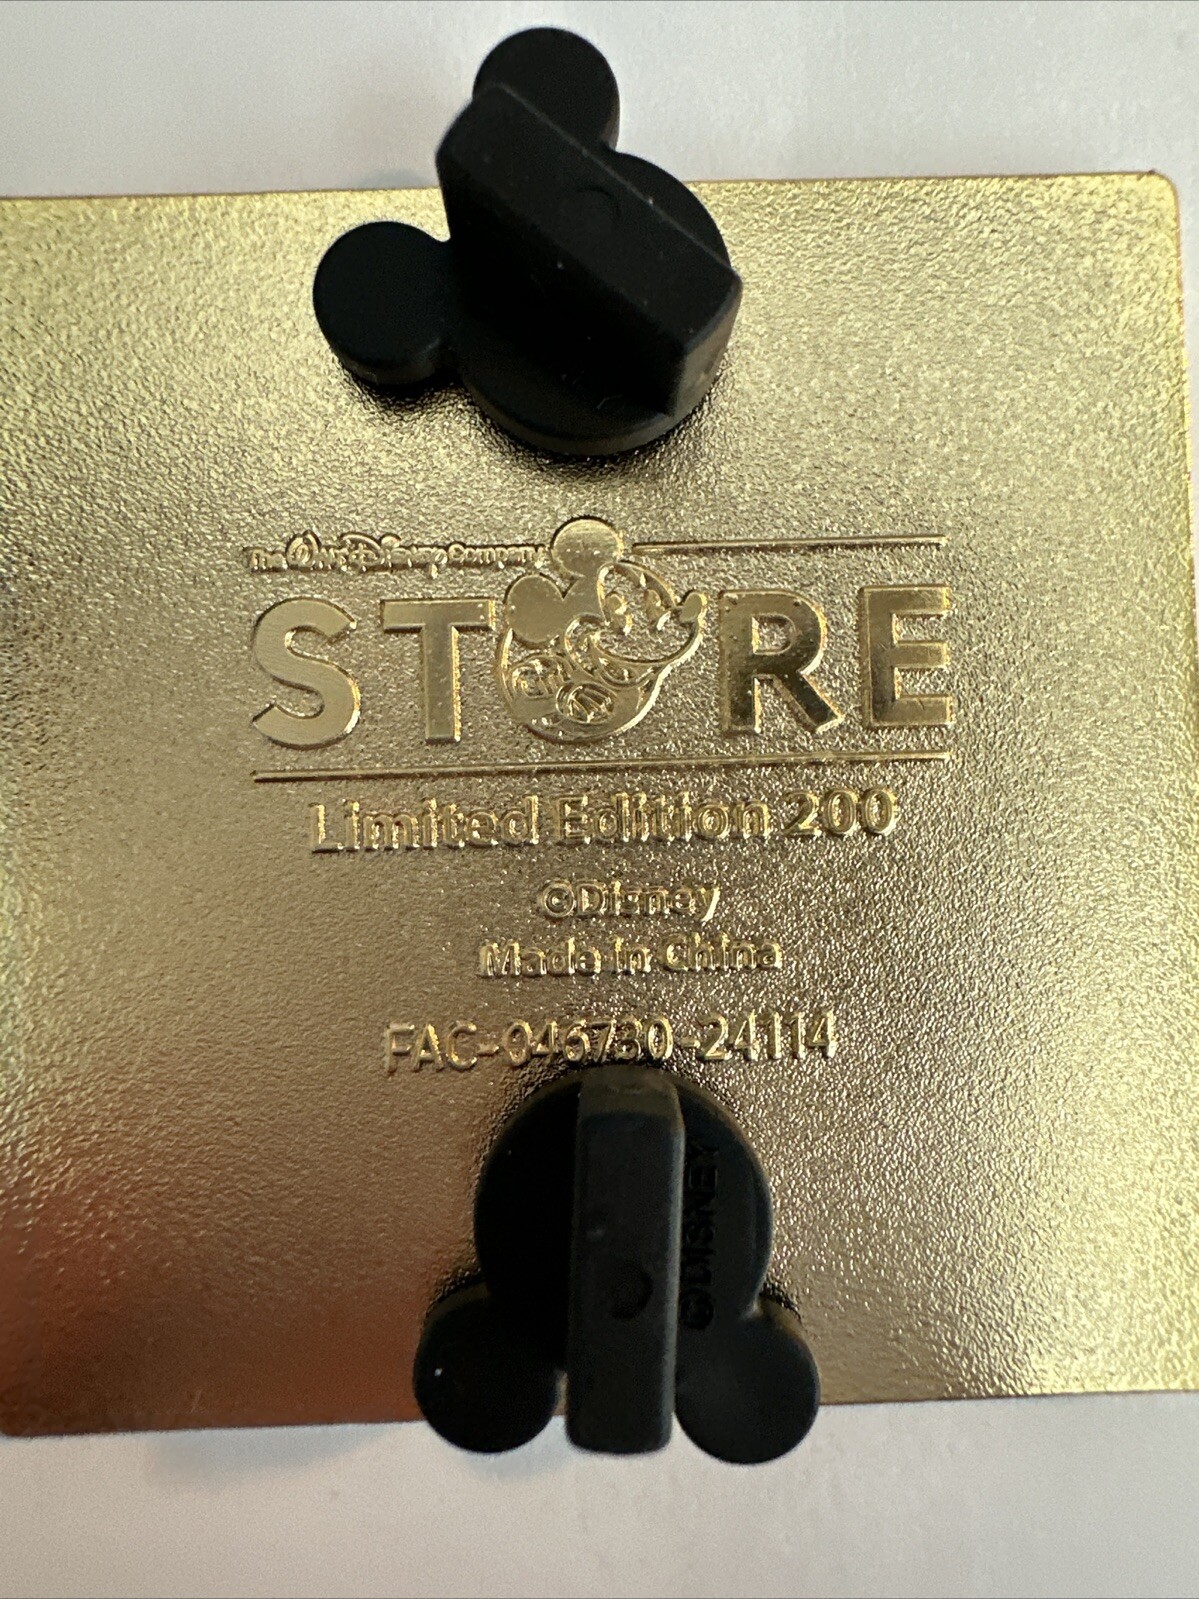 The Walt Disney Company
STORE
Limited Edition 200
©Disney
Made in China
FAC-046730-24114
©DISNEY